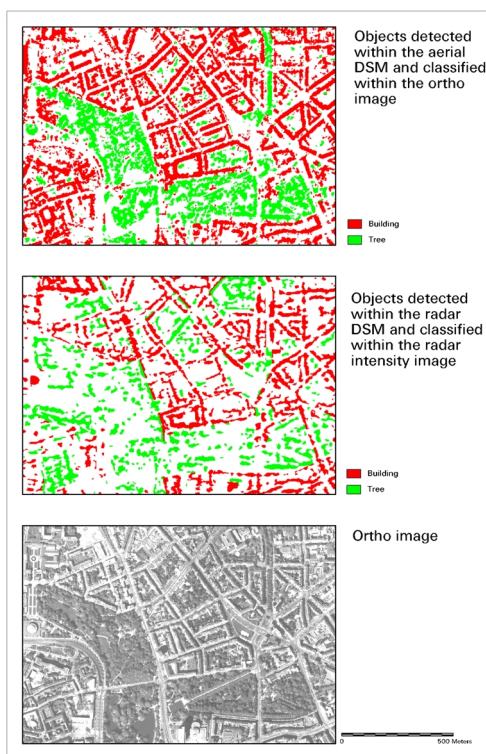 Objects detected
within the aerial
DSM and classified
within the ortho
image
Building
Tree
Objects detected
within the radar
DSM and classified
within the radar
intensity image
Building
Tree
Ortho image
0 500 Meters